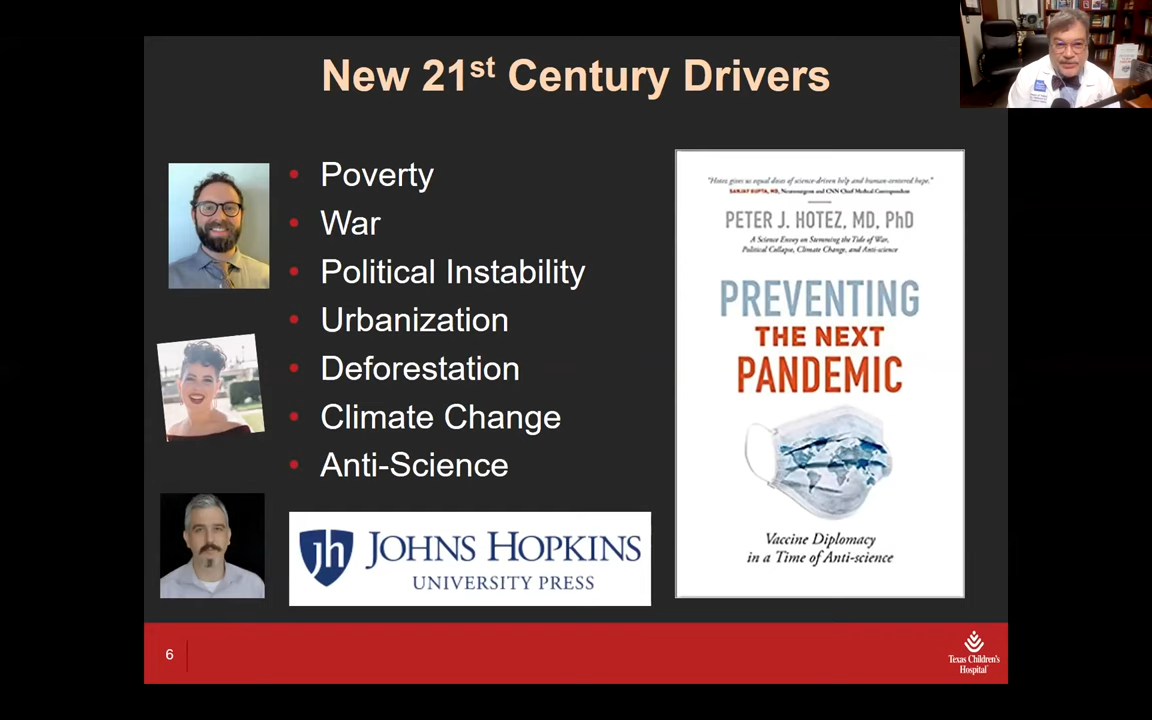 New 21st Century Drivers
• Poverty
• War
• Political Instability
• Urbanization
• Deforestation
• Climate Change
• Anti-Science
jh JOHNS HOPKINS
UNIVERSITY PRESS
"Hotez gives us equal doses of science-driven help and human-centered hope."
SANJAY GUPTA, MD, Neurosurgeon and CNN Chief Medical Correspondent
PETER J. HOTEZ, MD, PhD
A Science Envoy on Stemming the Tide of War,
Political Collapse, Climate Change, and Anti-science
PREVENTING
THE NEXT
PANDEMIC
Vaccine Diplomacy
in a Time of Anti-science
6
Texas Children's
Hospital